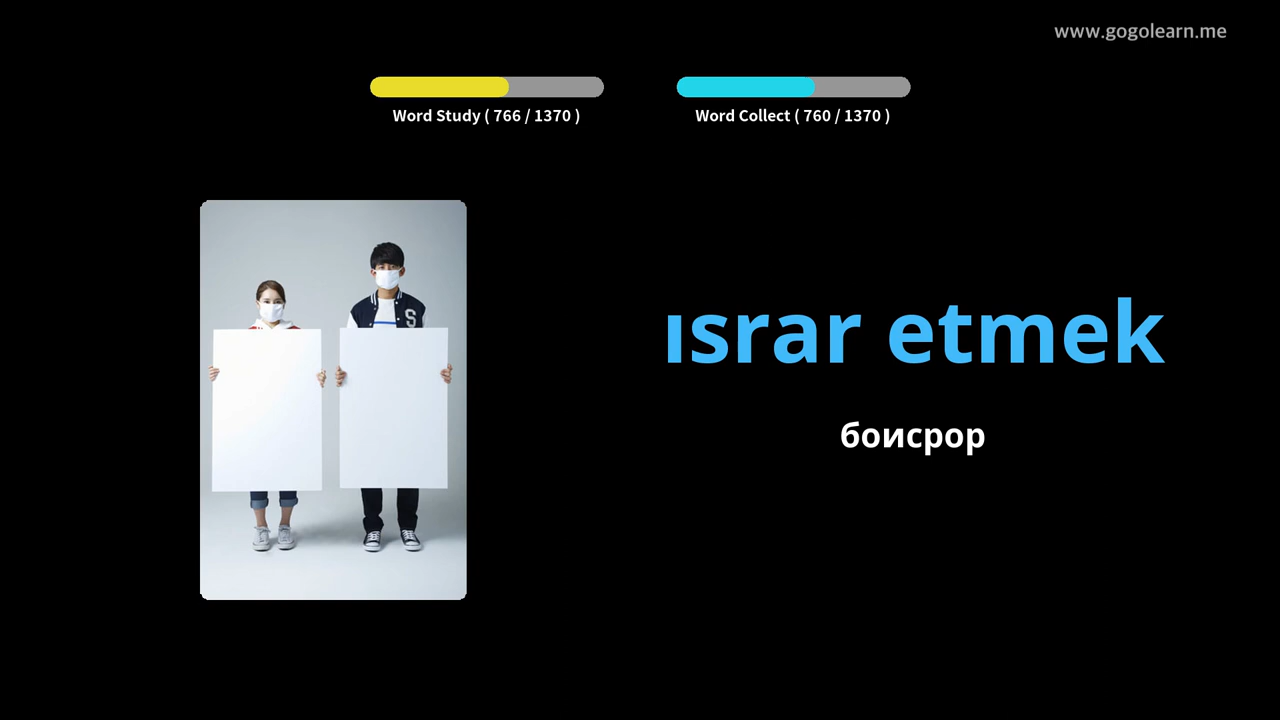 www.gogolearn.me
Word Study ( 766 / 1370 )
Word Collect ( 760 / 1370 )
S
ısrar etmek
боисрор